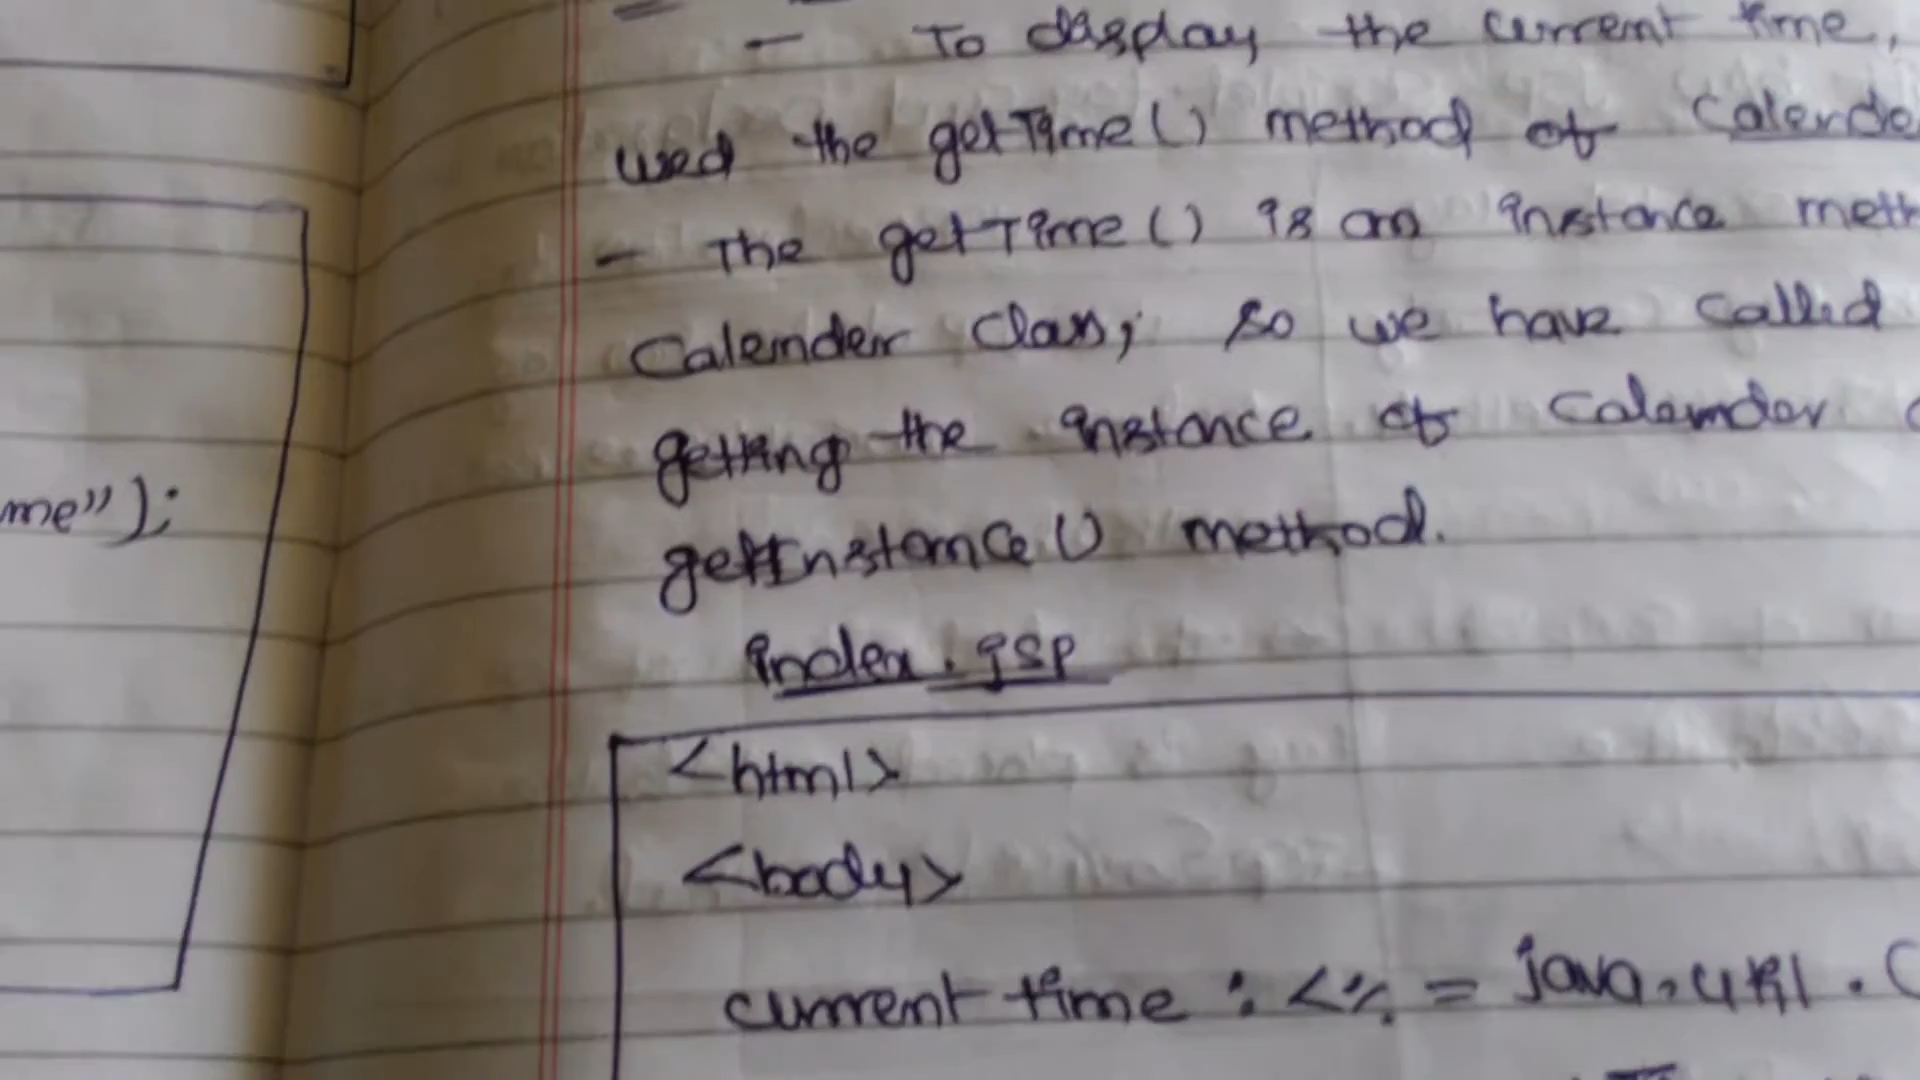 me");
- To display the current time,
used the getTime() method of Calende
- The getTime() is an instance meth
Calender Class, so we have called
getting the instance of Calender
getInstance() method.
index.jsp
<html>
<body>
current time : <% = java.util.C